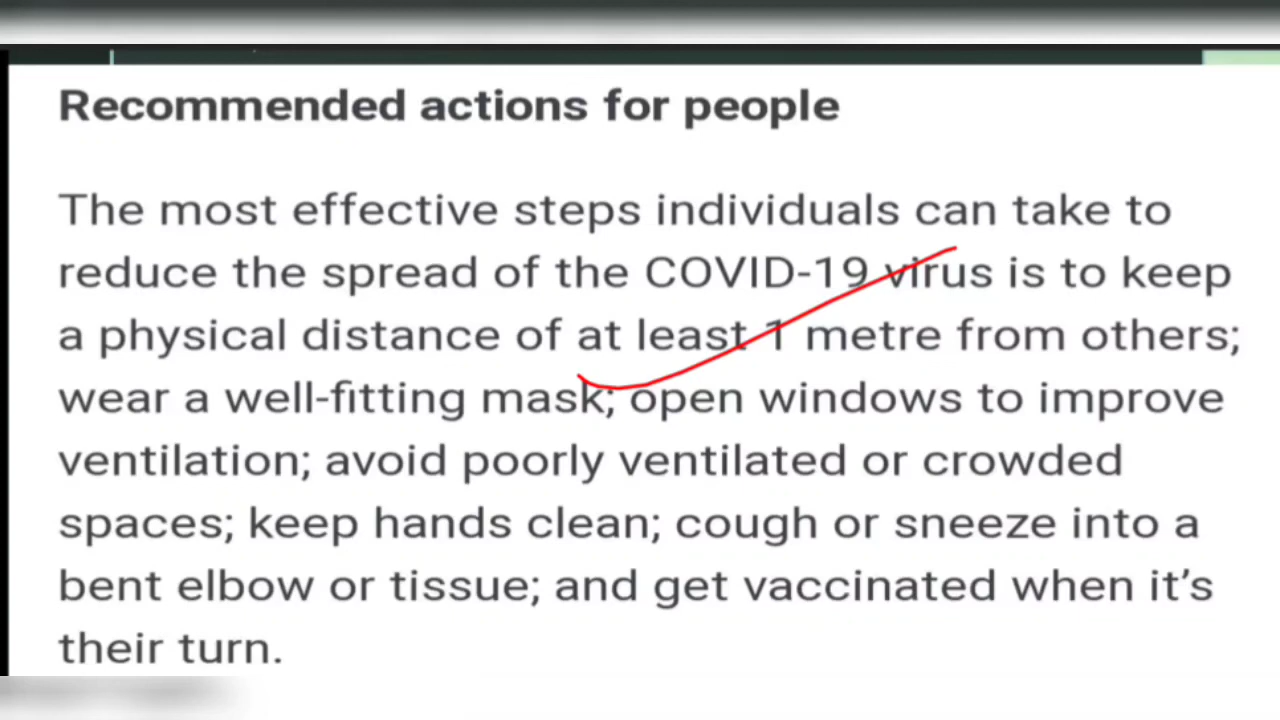 Recommended actions for people
The most effective steps individuals can take to
reduce the spread of the COVID-19 virus is to keep
a physical distance of at least 1 metre from others;
wear a well-fitting mask; open windows to improve
ventilation; avoid poorly ventilated or crowded
spaces; keep hands clean; cough or sneeze into a
bent elbow or tissue; and get vaccinated when it’s
their turn.